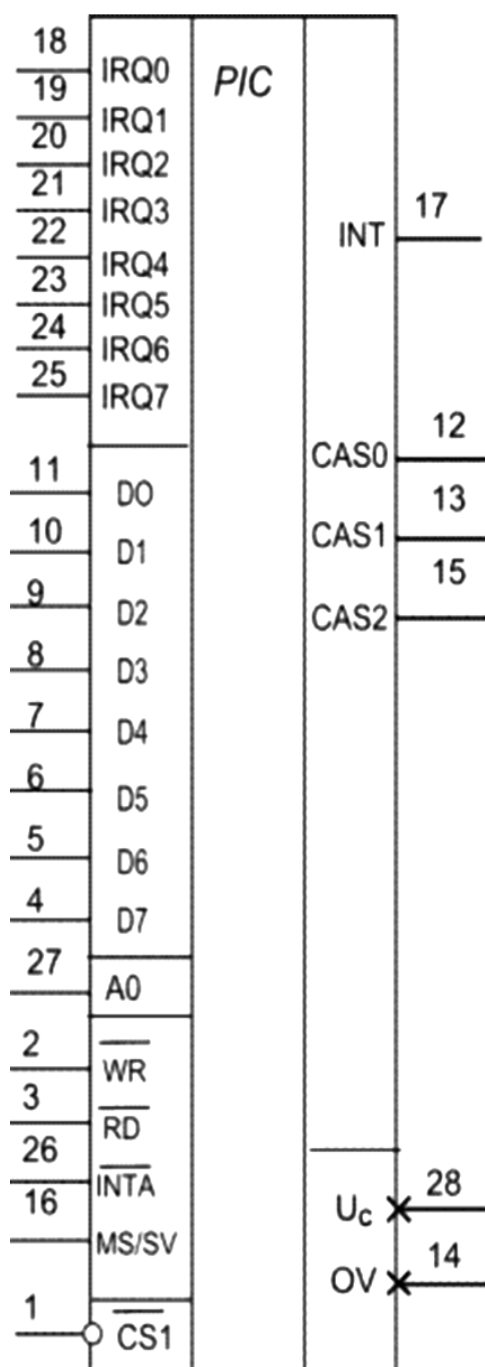 18
IRQ0
PIC
19
IRQ1
20
IRQ2
21
IRQ3
22
IRQ4
23
IRQ5
24
IRQ6
25
IRQ7
INT
17
CAS0
12
CAS1
13
CAS2
15
11
D0
10
D1
9
D2
8
D3
7
D4
6
D5
5
D6
4
D7
27
A0
2
WR
3
RD
26
INTA
16
MS/SV
1
CS1
Uc
28
OV
14